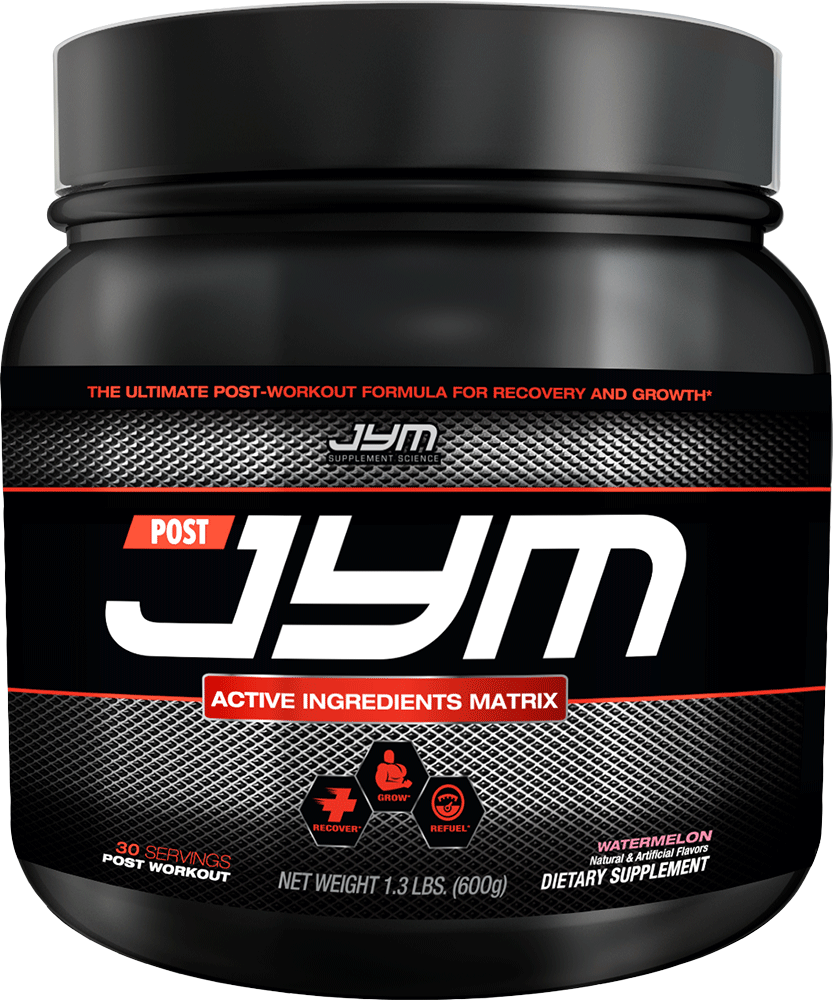 THE ULTIMATE POST-WORKOUT FORMULA FOR RECOVERY AND GROWTH*
JYM
SUPPLEMENT SCIENCE
POST
JYM
ACTIVE INGREDIENTS MATRIX
GROW*
RECOVER*
REFUEL*
30 SERVINGS
POST WORKOUT
NET WEIGHT 1.3 LBS. (600g)
WATERMELON
Natural & Artificial Flavors
DIETARY SUPPLEMENT